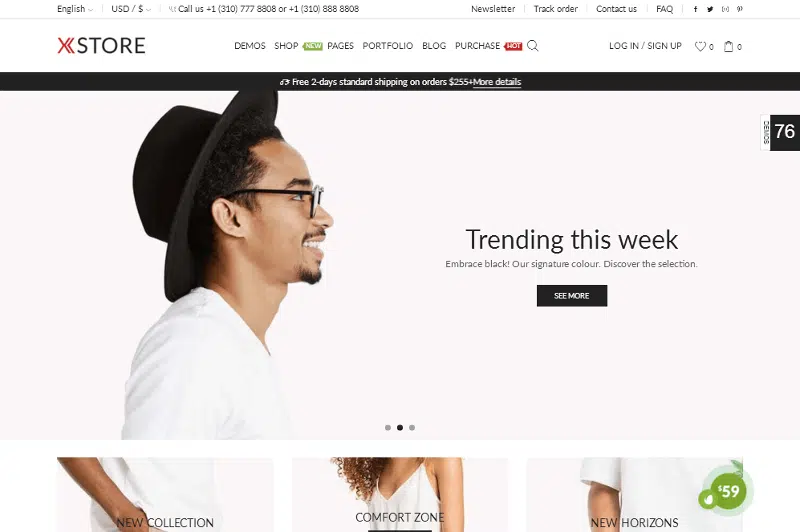 English USD / $ Call us +1 (310) 777 8808 or +1 (310) 888 8808 Newsletter Track order Contact us FAQ
XSTORE DEMOS SHOP NEW PAGES PORTFOLIO BLOG PURCHASE HOT LOG IN / SIGN UP 0 0
Free 2-days standard shipping on orders $255+More details
DEMOS 76
Trending this week
Embrace black! Our signature colour. Discover the selection.
SEE MORE
NEW COLLECTION COMFORT ZONE NEW HORIZONS
$59